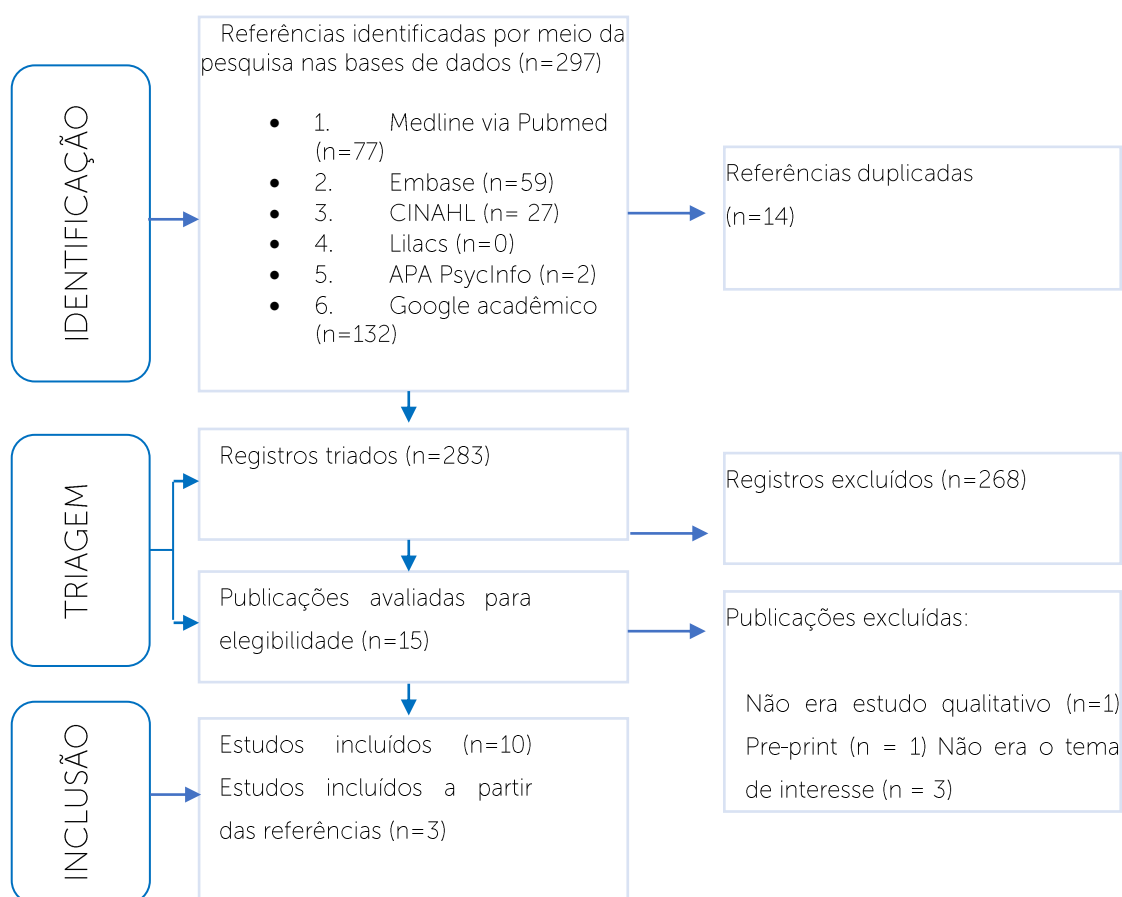 IDENTIFICAÇÃO
Referências identificadas por meio da
pesquisa nas bases de dados (n=297)
• 1. Medline via Pubmed
(n=77)
• 2. Embase (n=59)
• 3. CINAHL (n= 27)
• 4. Lilacs (n=0)
• 5. APA PsycInfo (n=2)
• 6. Google acadêmico
(n=132)
Referências duplicadas
(n=14)
TRIAGEM
Registros triados (n=283)
Registros excluídos (n=268)
Publicações avaliadas para
elegibilidade (n=15)
Publicações excluídas:
Não era estudo qualitativo (n=1)
Pre-print (n = 1) Não era o tema
de interesse (n = 3)
INCLUSÃO
Estudos incluídos (n=10)
Estudos incluídos a partir
das referências (n=3)